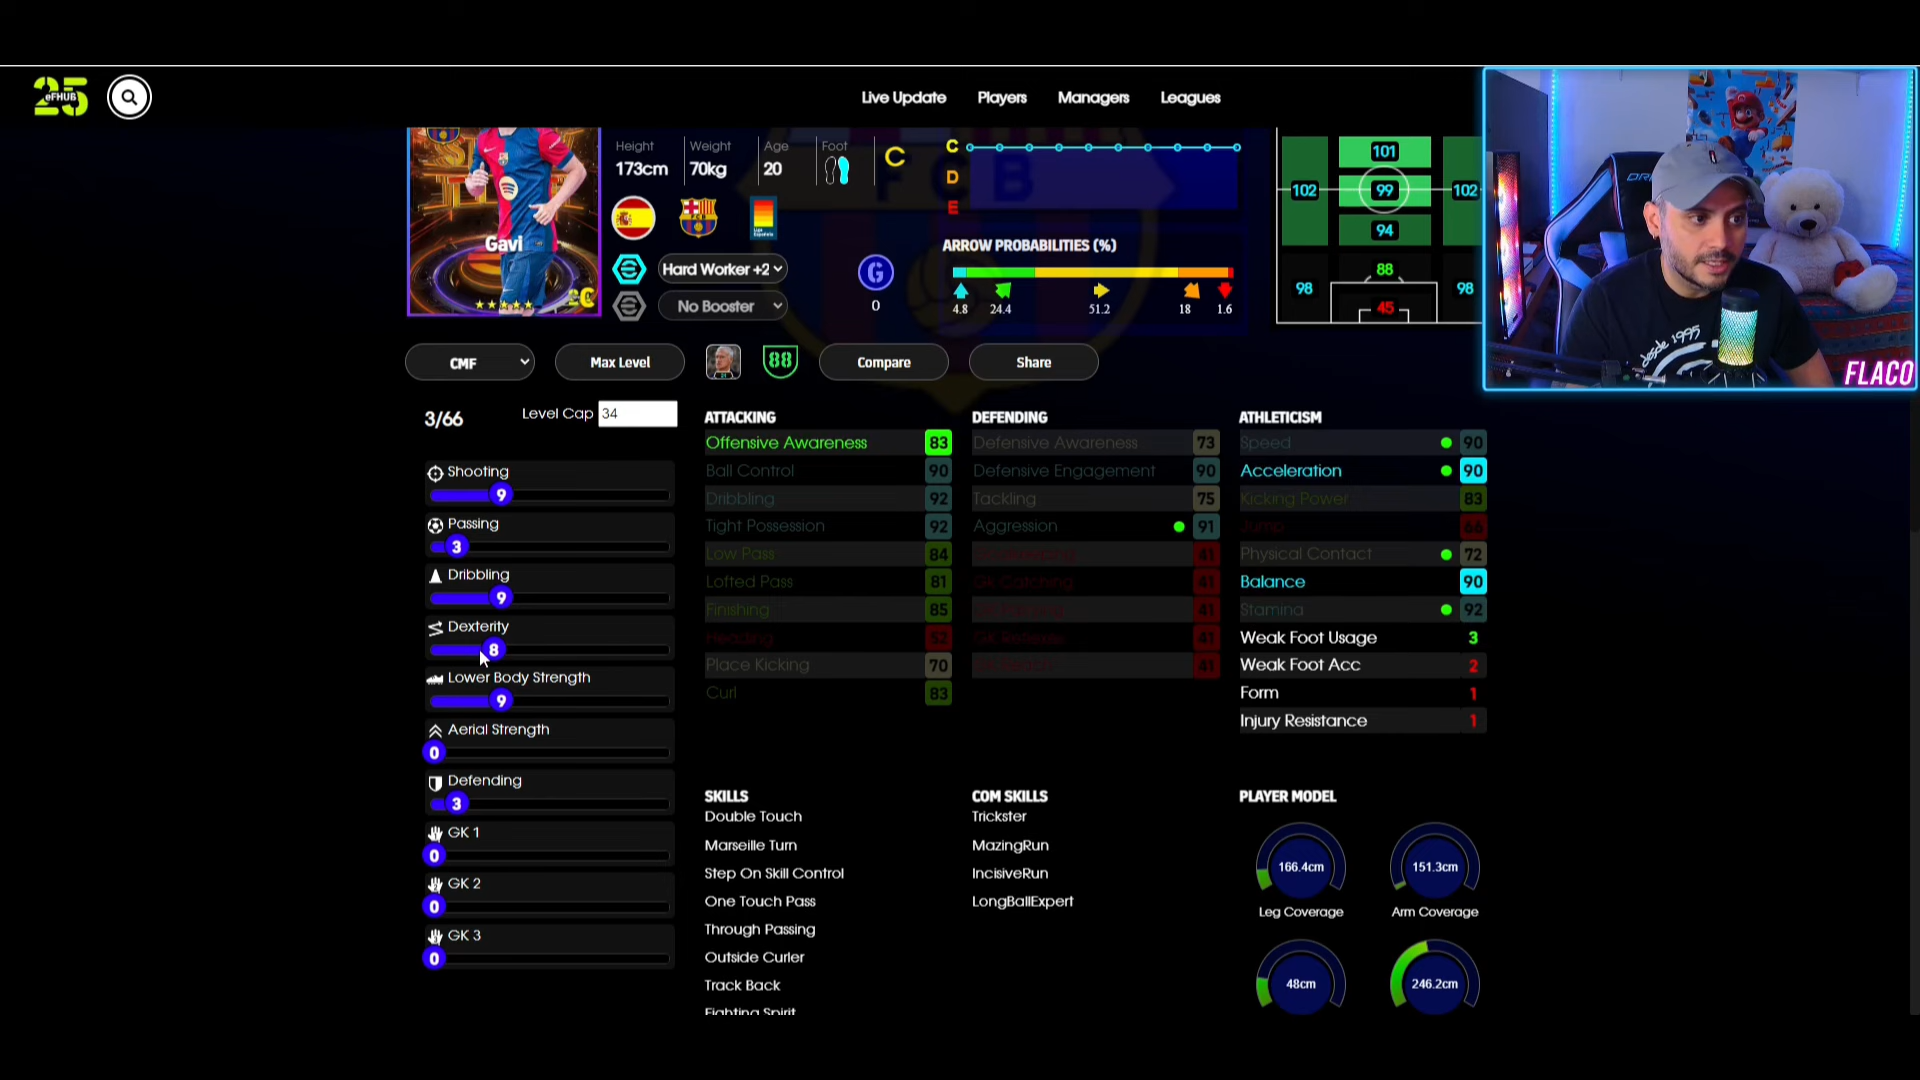 25
eFHUB
Live Update Players Managers Leagues
Height Weight Age Foot
173cm 70kg 20
C
C
D
E
Gavi
Hard Worker +2
No Booster
G
0
ARROW PROBABILITIES (%)
4.8 24.4 51.2 18 1.6
101
102 99 102
94
88
98 98
45
desde 1995
FLACO
CMF Max Level 88 Compare Share
3/66 Level Cap 34
Shooting
9
Passing
3
Dribbling
9
Dexterity
8
Lower Body Strength
9
Aerial Strength
0
Defending
3
GK 1
0
GK 2
0
GK 3
0
ATTACKING
Offensive Awareness 83
Ball Control 90
Dribbling 92
Tight Possession 92
Low Pass 84
Lofted Pass 81
Finishing 85
Heading 52
Place Kicking 70
Curl 83
DEFENDING
Defensive Awareness 73
Defensive Engagement 90
Tackling 75
Aggression 91
41
Gk Catching 41
41
GK Reflexes 41
41
ATHLETICISM
Speed 90
Acceleration 90
Kicking Power 83
Jump 66
Physical Contact 72
Balance 90
Stamina 92
Weak Foot Usage 3
Weak Foot Acc 2
Form 1
Injury Resistance 1
SKILLS
Double Touch
Marseille Turn
Step On Skill Control
One Touch Pass
Through Passing
Outside Curler
Track Back
Fighting Spirit
COM SKILLS
Trickster
MazingRun
IncisiveRun
LongBallExpert
PLAYER MODEL
166.4cm 151.3cm
Leg Coverage Arm Coverage
48cm 246.2cm